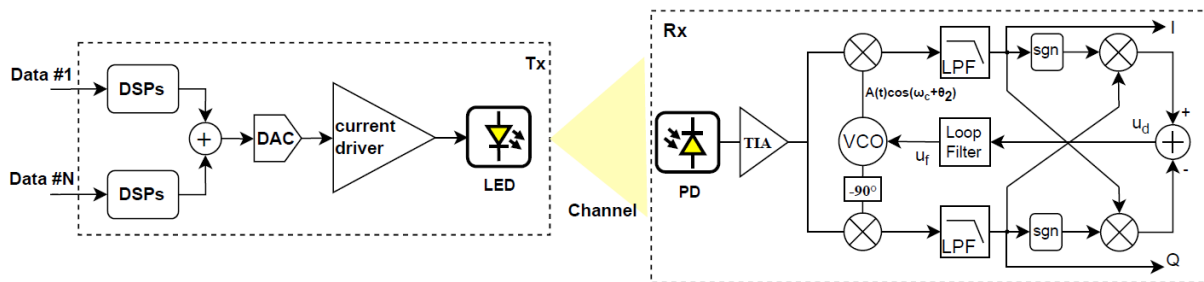 Data #1
DSPs
Data #N
DSPs
+
DAC
current
driver
LED
Tx
Channel
Rx
PD
TIA
A(t)cos(ω_c+θ_2)
VCO
-90°
LPF
LPF
sgn
sgn
Loop
Filter
u_f
u_d
+
-
I
Q